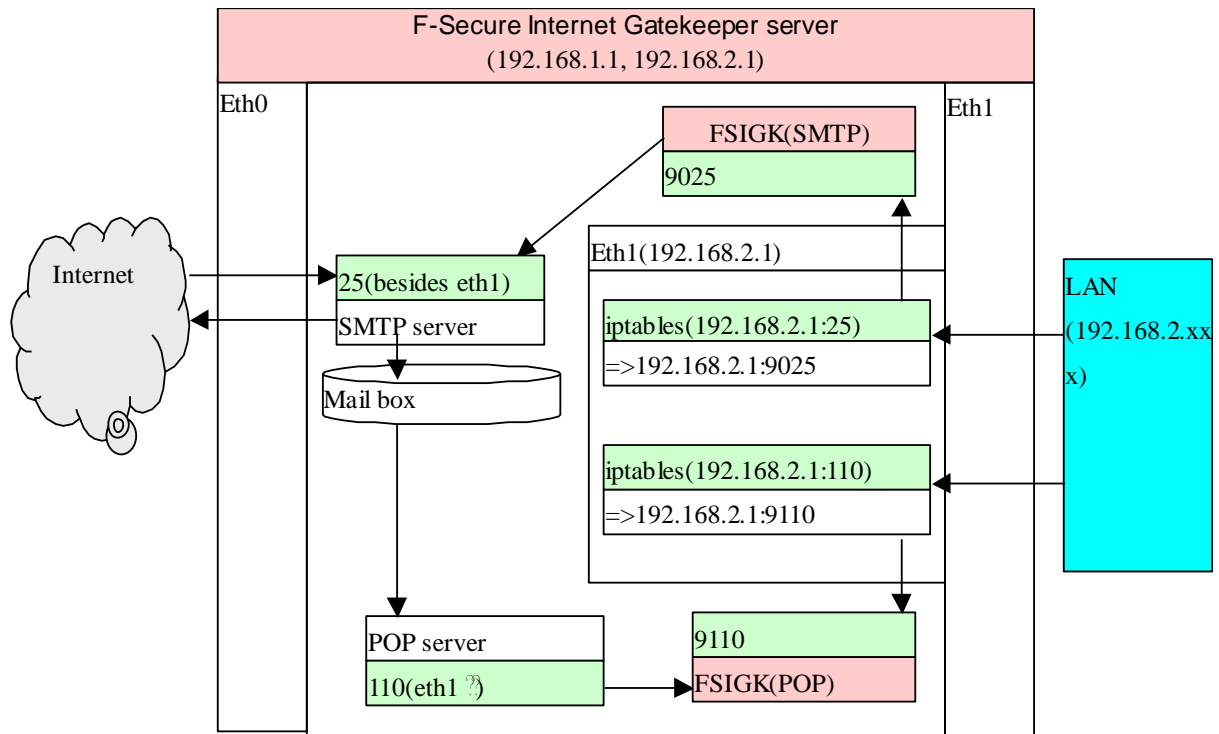 F-Secure Internet Gatekeeper server
(192.168.1.1, 192.168.2.1)
Eth0
Eth1
FSIGK(SMTP)
9025
Eth1(192.168.2.1)
Internet
25(besides eth1)
SMTP server
iptables(192.168.2.1:25)
=>192.168.2.1:9025
LAN
(192.168.2.xx
x)
Mail box
iptables(192.168.2.1:110)
=>192.168.2.1:9110
POP server
110(eth1 )
9110
FSIGK(POP)